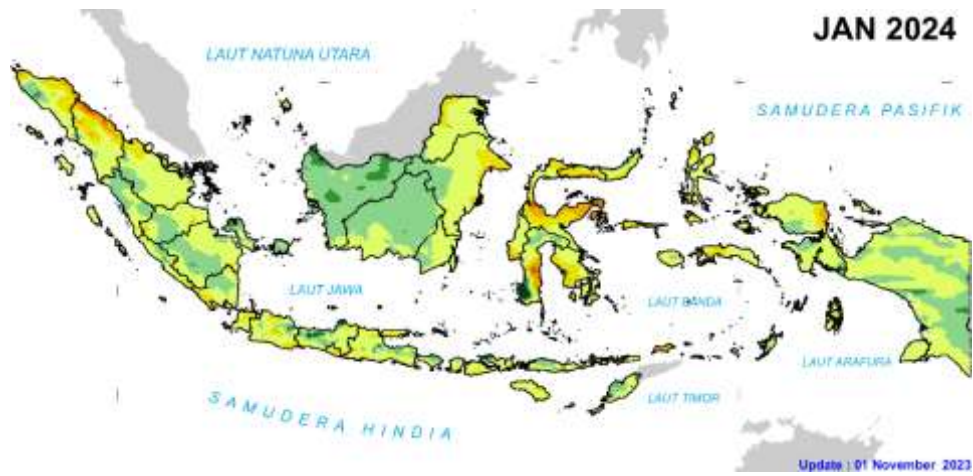 JAN 2024
LAUT NATUNA UTARA
SAMUDERA PASIFIK
LAUT JAWA
LAUT BANDA
LAUT ARAFURA
LAUT TIMOR
SAMUDERA HINDIA
Update : 01 November 2023